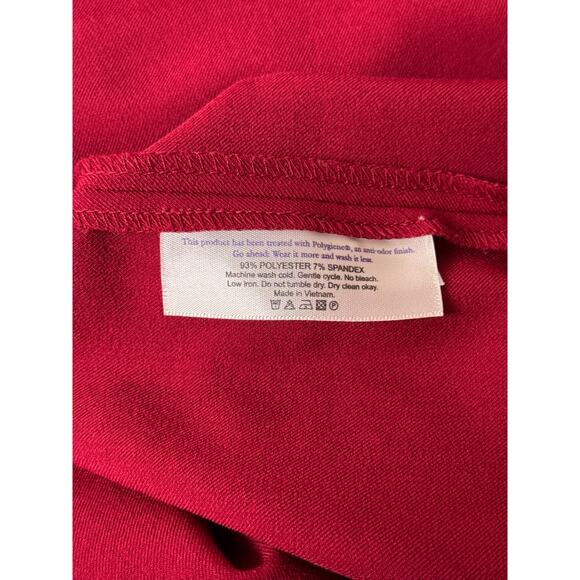 This product has been treated with Polygiene®, an anti-odor finish.
Go ahead: Wear it more and wash it less.
93% POLYESTER 7% SPANDEX
Machine wash cold. Gentle cycle. No bleach.
Low iron. Do not tumble dry. Dry clean okay.
Made in Vietnam.